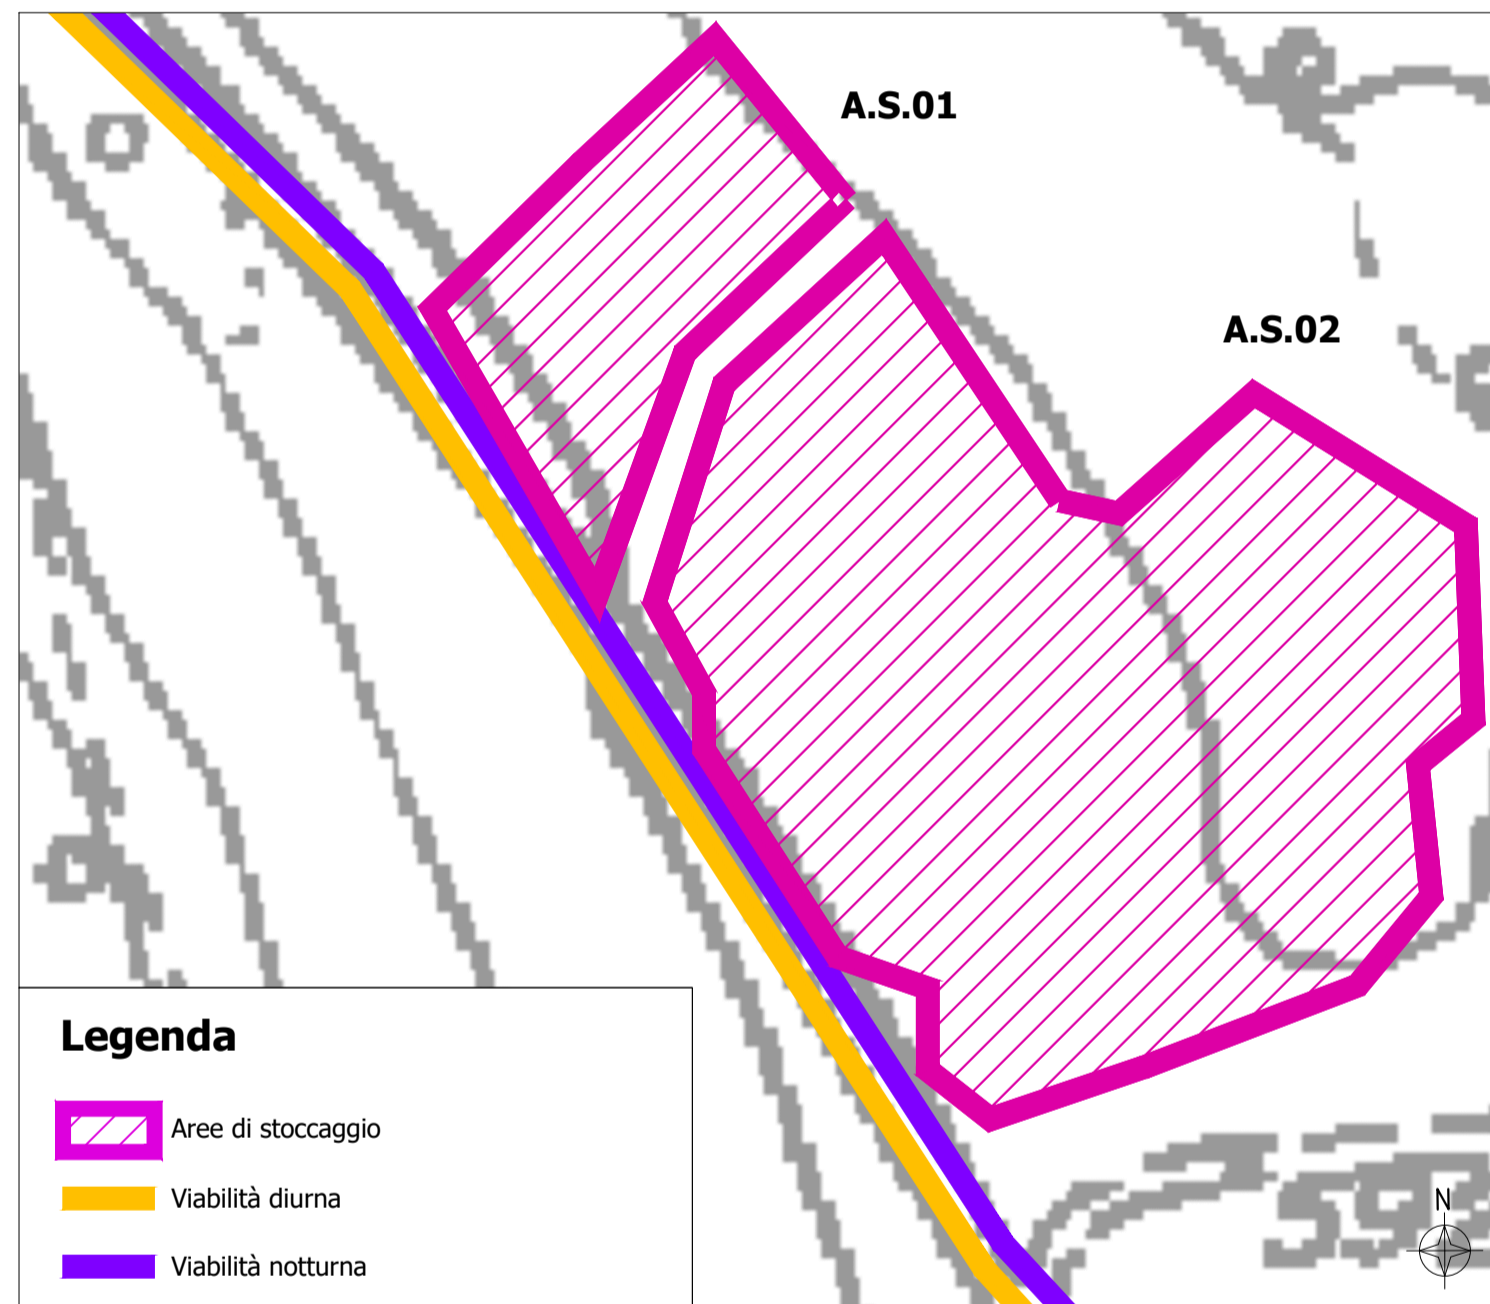 A.S.01
A.S.02
Legenda
Aree di stoccaggio
Viabilità diurna
Viabilità notturna
N